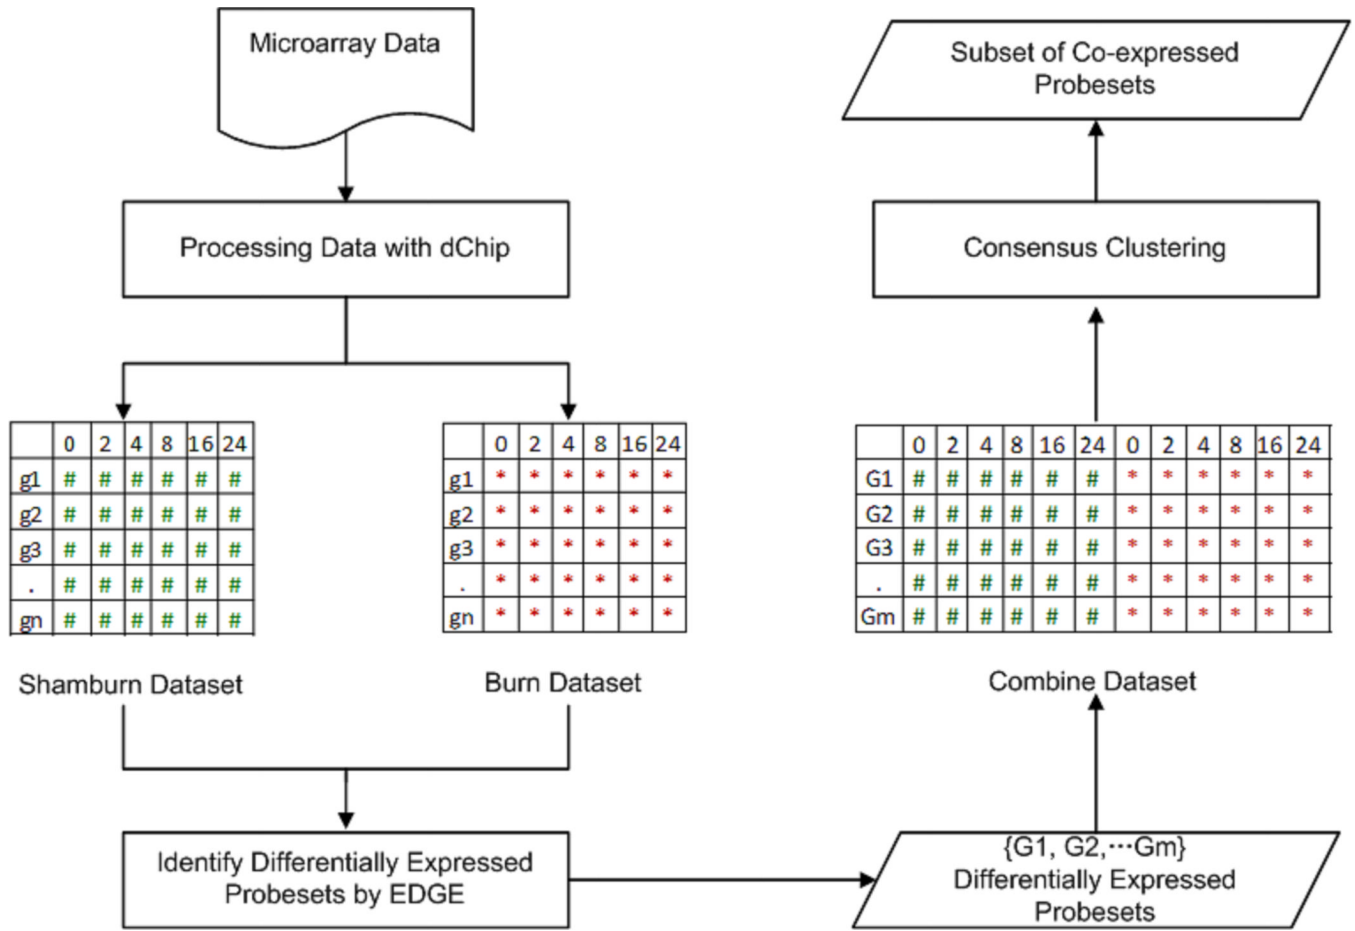 Microarray Data
Processing Data with dChip
0 2 4 8 16 24
g1 # # # # # #
g2 # # # # # #
g3 # # # # # #
. # # # # # #
gn # # # # # #
Shamburn Dataset
0 2 4 8 16 24
g1 * * * * * *
g2 * * * * * *
g3 * * * * * *
. * * * * * *
gn * * * * * *
Burn Dataset
Identify Differentially Expressed
Probesets by EDGE
{G1, G2,···Gm}
Differentially Expressed
Probesets
0 2 4 8 16 24 0 2 4 8 16 24
G1 # # # # # # * * * * * *
G2 # # # # # # * * * * * *
G3 # # # # # # * * * * * *
. # # # # # # * * * * * *
Gm # # # # # # * * * * * *
Combine Dataset
Consensus Clustering
Subset of Co-expressed
Probesets